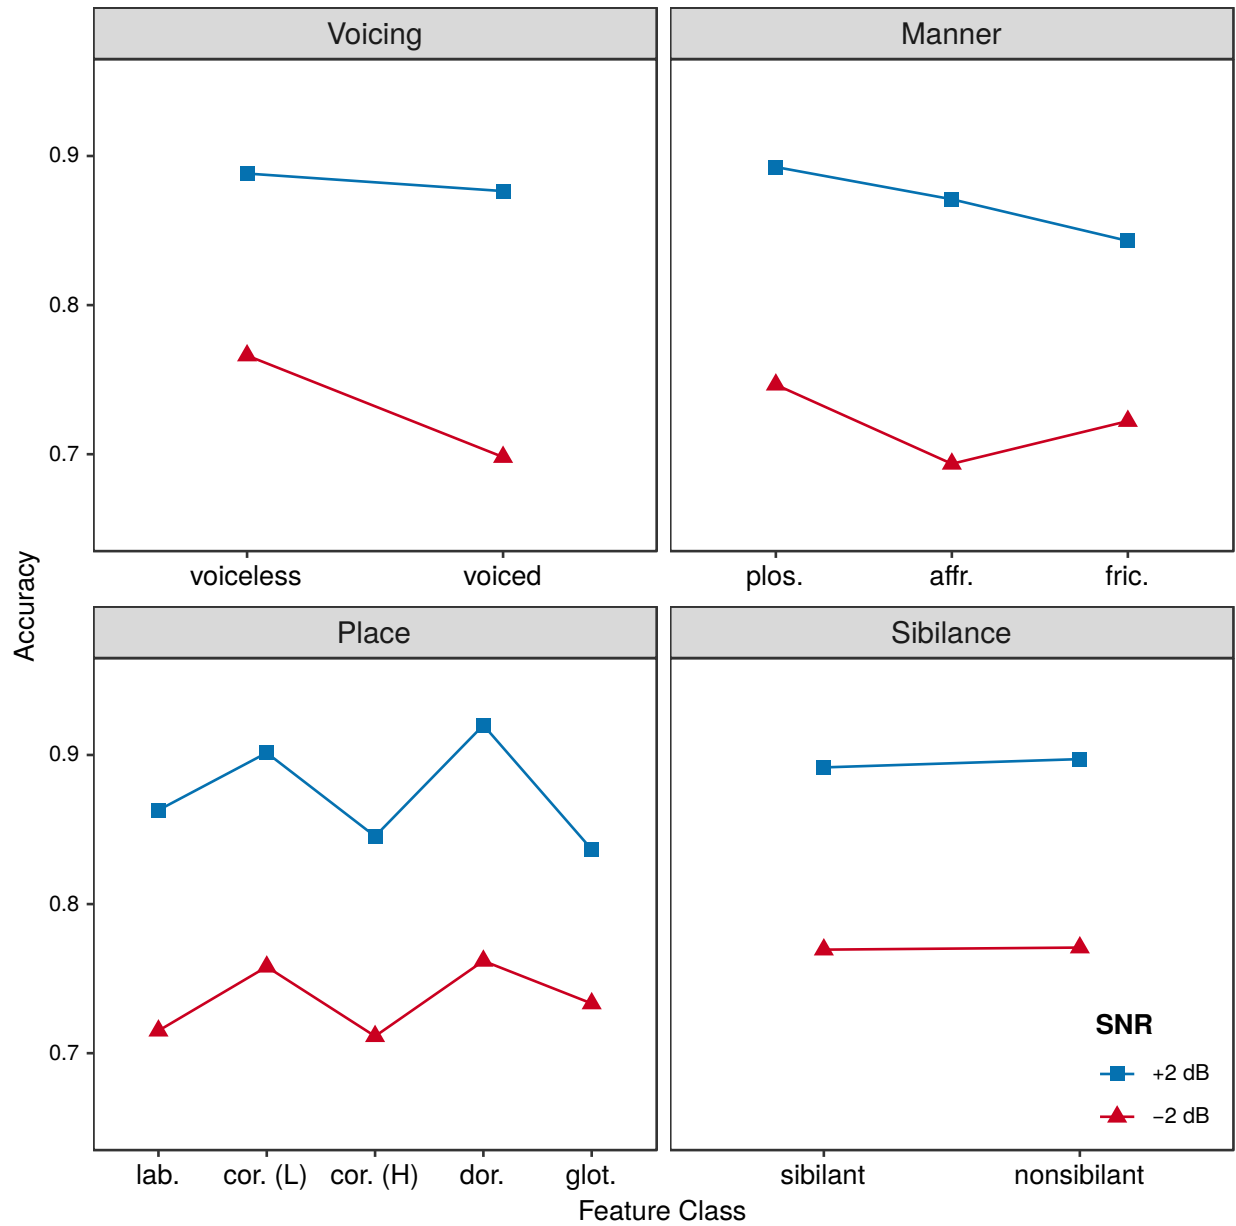 Voicing
Manner
0.9
0.8
0.7
voiceless voiced
plos. affr. fric.
Accuracy
Place
Sibilance
0.9
0.8
0.7
SNR
+2 dB
−2 dB
lab. cor. (L) cor. (H) dor. glot.
sibilant nonsibilant
Feature Class